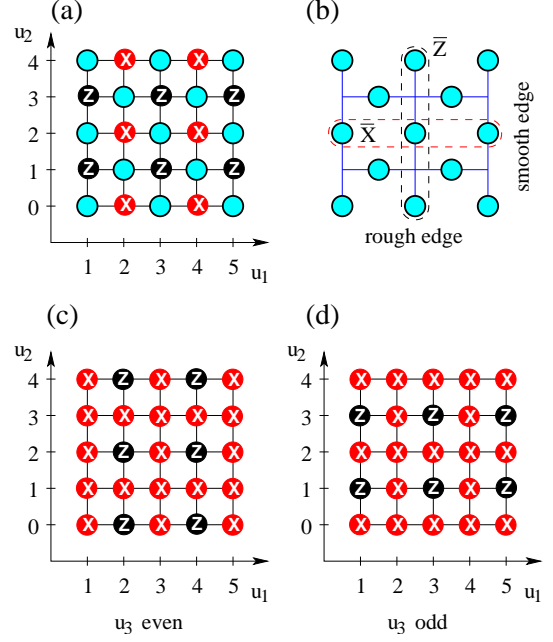 (a)
u2
4 X X
3 Z Z Z
2 X X
1 Z Z Z
0 X X
1 2 3 4 5 u1
(b)
Z̅
X̅
smooth edge
rough edge
(c)
u2
4 X Z X Z X
3 X X X X X
2 X Z X Z X
1 X X X X X
0 X Z X Z X
1 2 3 4 5 u1
u3 even
(d)
u2
4 X X X X X
3 Z X Z X Z
2 X X X X X
1 Z X Z X Z
0 X X X X X
1 2 3 4 5 u1
u3 odd